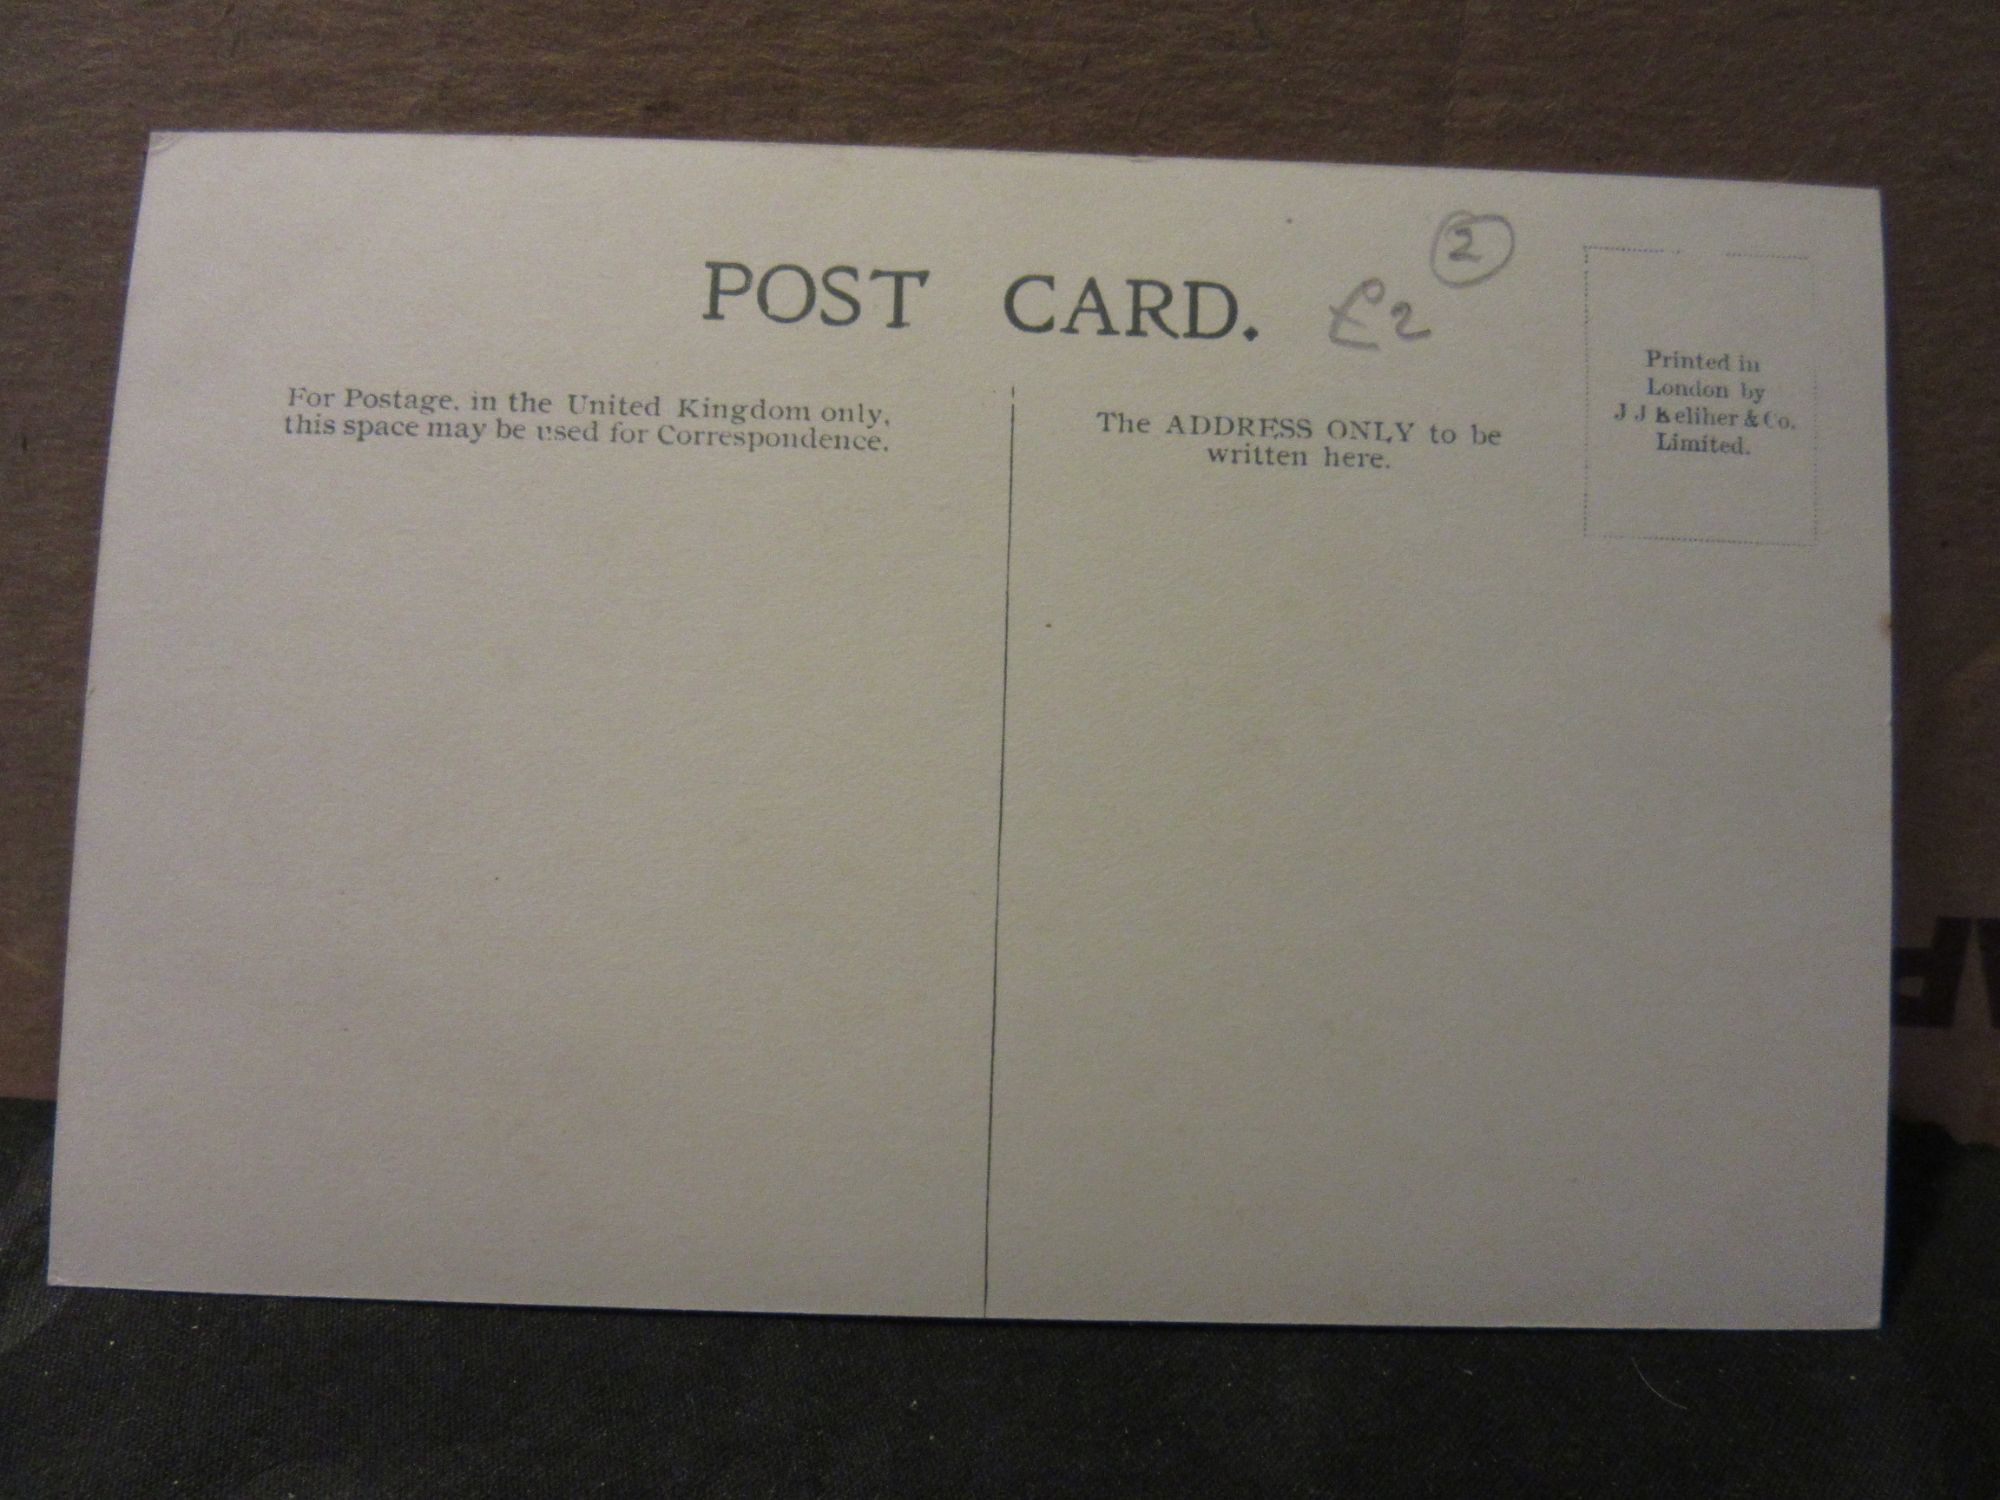 POST CARD.
£2
2
For Postage, in the United Kingdom only,
this space may be used for Correspondence.
The ADDRESS ONLY to be
written here.
Printed in
London by
J J Keliher & Co.
Limited.